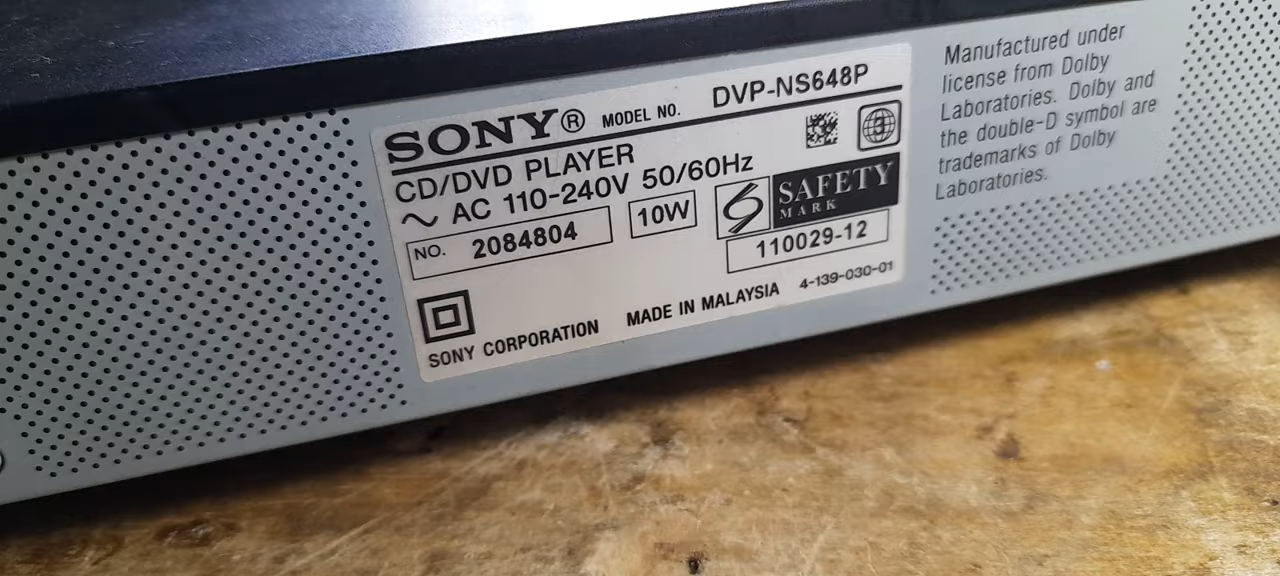 SONY® MODEL NO. DVP-NS648P
CD/DVD PLAYER
~ AC 110-240V 50/60Hz
NO. 2084804
10W
SAFETY
MARK
110029-12
SONY CORPORATION MADE IN MALAYSIA 4-139-030-01
Manufactured under
license from Dolby
Laboratories. Dolby and
the double-D symbol are
trademarks of Dolby
Laboratories.